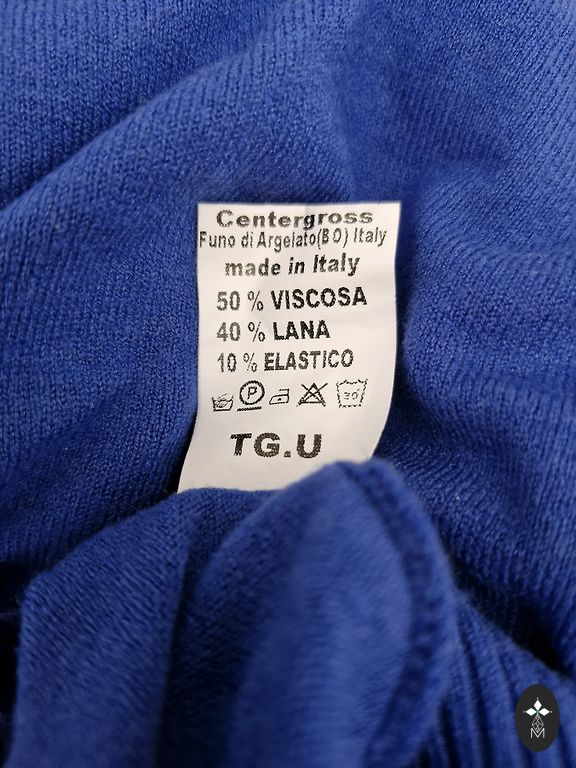 Centergross
Funo di Argelato(BO) Italy
made in Italy
50 % VISCOSA
40 % LANA
10 % ELASTICO
P 30°
TG.U
M